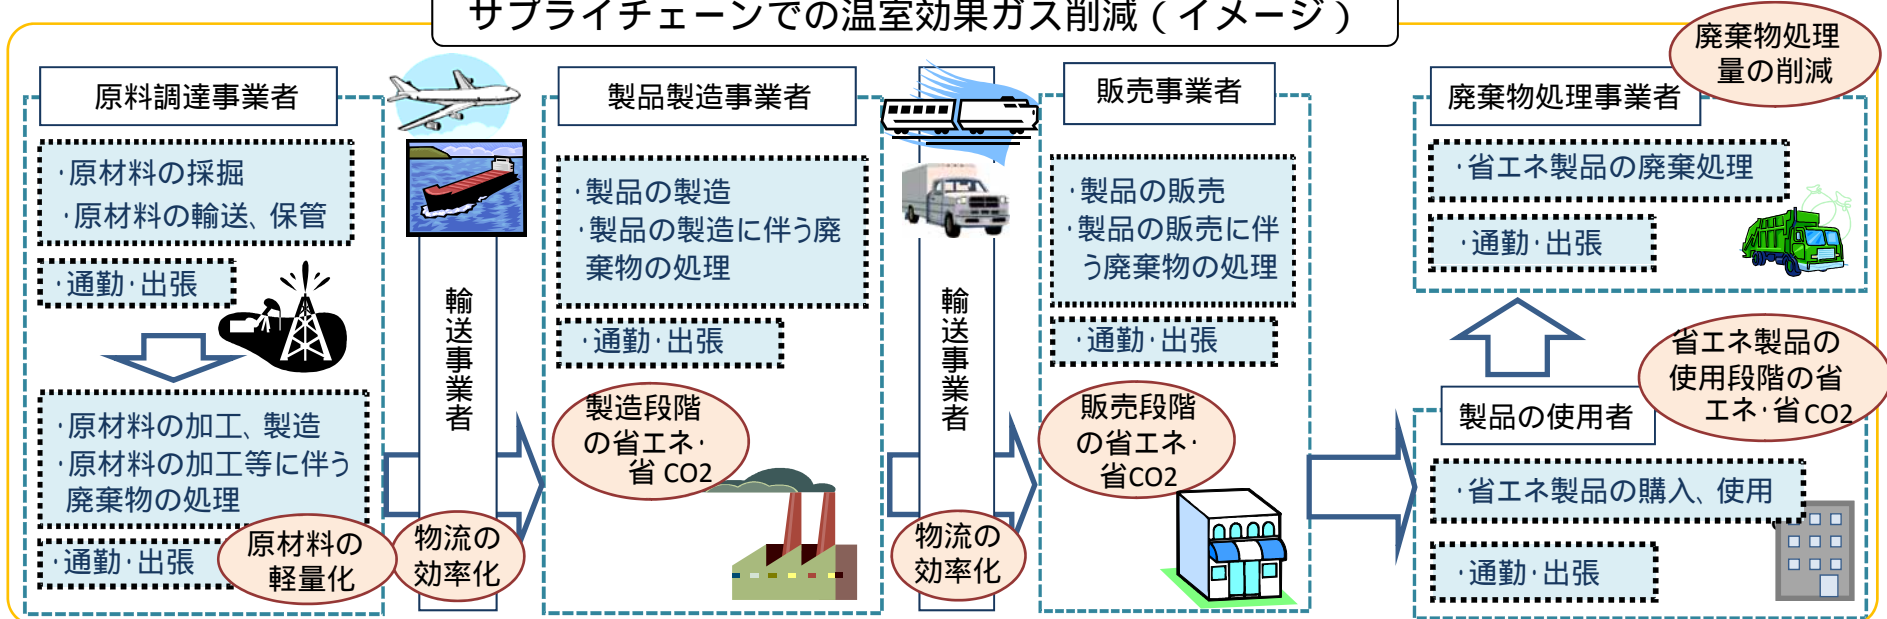 サプライチェーンでの温室効果ガス削減（イメージ）
原料調達事業者
・原材料の採掘
・原材料の輸送、保管
・通勤・出張
・原材料の加工、製造
・原材料の加工等に伴う
廃棄物の処理
・通勤・出張
原材料の
軽量化
輸送事業者
物流の
効率化
製品製造事業者
・製品の製造
・製品の製造に伴う廃
棄物の処理
・通勤・出張
製造段階
の省エネ・
省CO2
輸送事業者
物流の
効率化
販売事業者
・製品の販売
・製品の販売に伴
う廃棄物の処理
・通勤・出張
販売段階
の省エネ・
省CO2
廃棄物処理
量の削減
廃棄物処理事業者
・省エネ製品の廃棄処理
・通勤・出張
省エネ製品の
使用段階の省
エネ・省CO2
製品の使用者
・省エネ製品の購入、使用
・通勤・出張